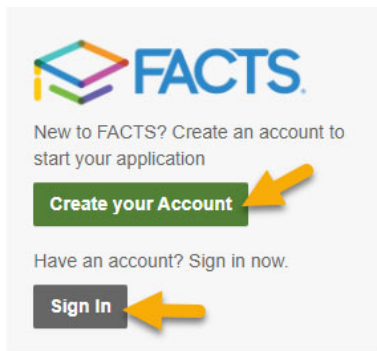 FACTS
New to FACTS? Create an account to
start your application
Create your Account
Have an account? Sign in now.
Sign In